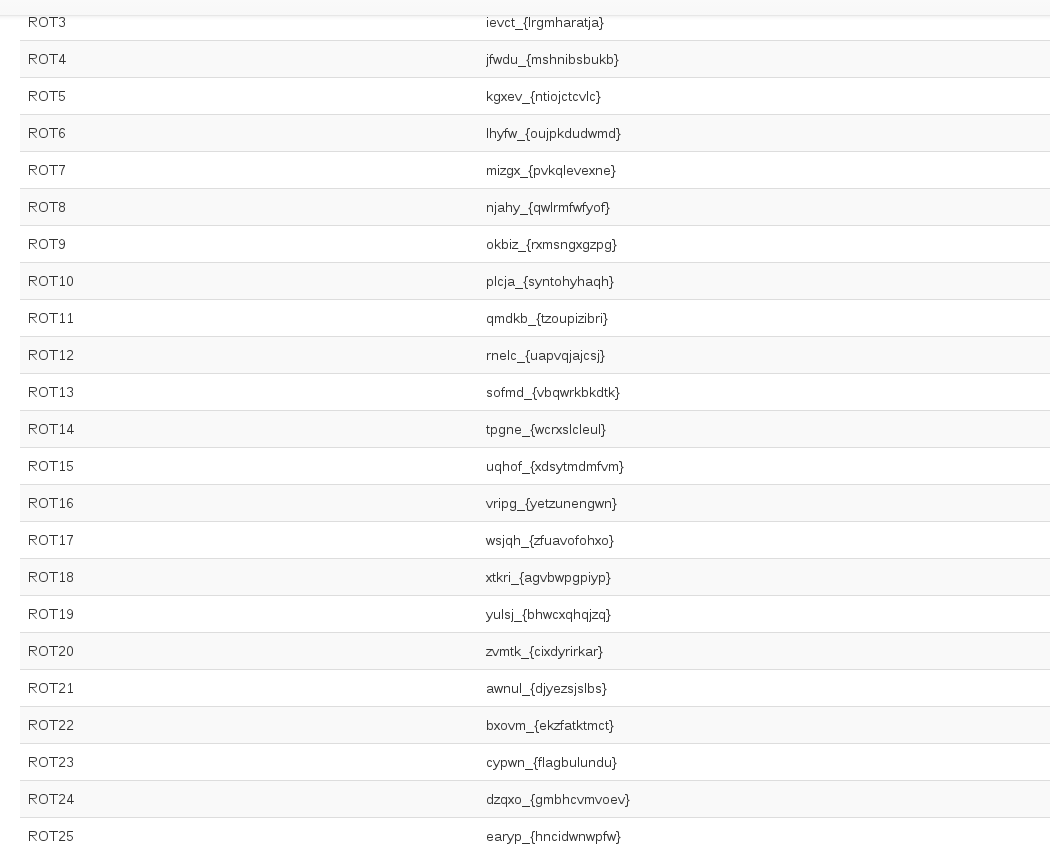 ROT3 ievct_{lrgmharatja}
ROT4 jfwdu_{mshnibsbukb}
ROT5 kgxev_{ntiojctcvlc}
ROT6 lhyfw_{oujpkdudwmd}
ROT7 mizgx_{pvkqlevexne}
ROT8 njahy_{qwlrmfwfyof}
ROT9 okbiz_{rxmsngxgzpg}
ROT10 plcja_{syntohyhaqh}
ROT11 qmdkb_{tzoupizibri}
ROT12 rnelc_{uapvqjajcsj}
ROT13 sofmd_{vbqwrkbkdtk}
ROT14 tpgne_{wcrxslcleul}
ROT15 uqhof_{xdsytmdmfvm}
ROT16 vripg_{yetzunengwn}
ROT17 wsjqh_{zfuavofohxo}
ROT18 xtkri_{agvbwpgpiyp}
ROT19 yulsj_{bhwcxqhqjzq}
ROT20 zvmtk_{cixdyrirkar}
ROT21 awnul_{djyezsjslbs}
ROT22 bxovm_{ekzfatktmct}
ROT23 cypwn_{flagbulundu}
ROT24 dzqxo_{gmbhcvmvoev}
ROT25 earyp_{hncidwnwpfw}